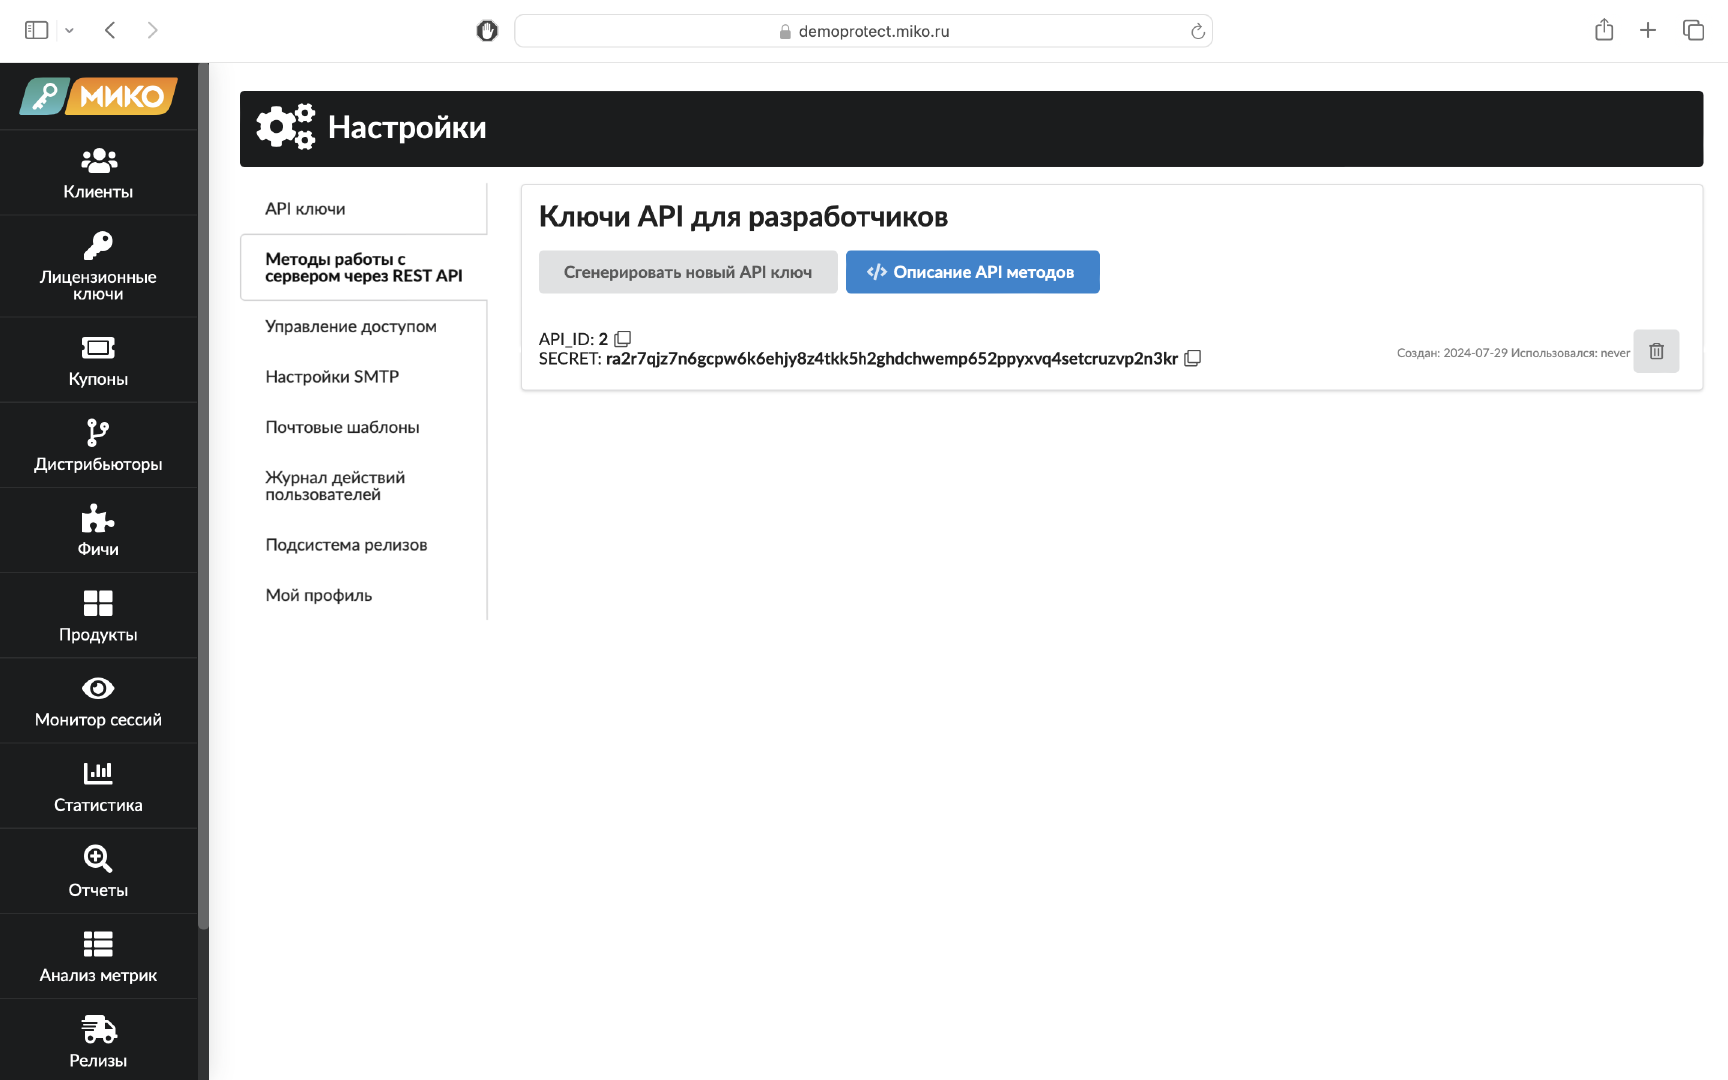 demoprotect.miko.ru
МИКО
Клиенты
Лицензионные
ключи
Купоны
Дистрибьюторы
Фичи
Продукты
Монитор сессий
Статистика
Отчеты
Анализ метрик
Релизы
Настройки
API ключи
Методы работы с
сервером через REST API
Управление доступом
Настройки SMTP
Почтовые шаблоны
Журнал действий
пользователей
Подсистема релизов
Мой профиль
Ключи API для разработчиков
Сгенерировать новый API ключ
Описание API методов
API_ID: 2
SECRET: ra2r7qjz7n6gcpw6k6ehjy8z4tkk5h2ghdchwemp652ppyxvq4setcruzvp2n3kr
Создан: 2024-07-29 Использовался: never